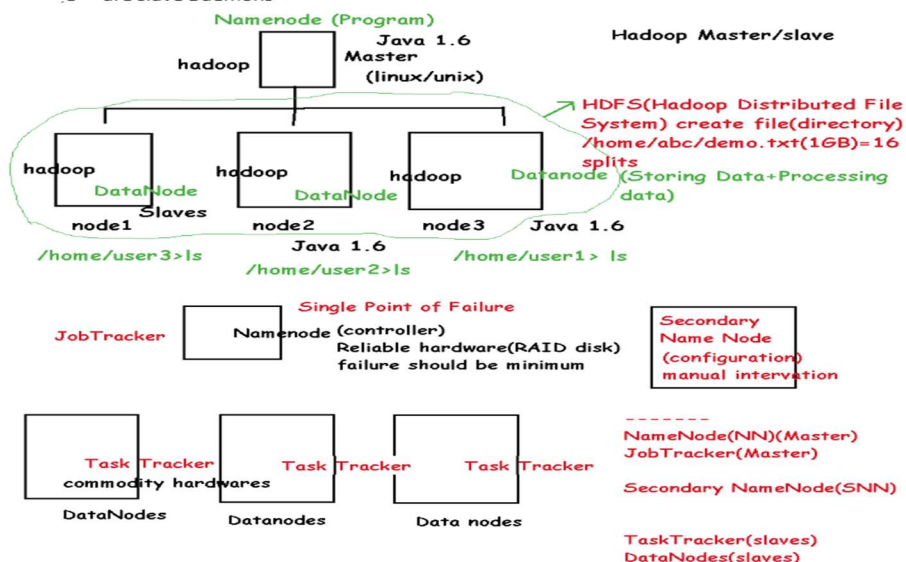 Namenode (Program)
Java 1.6
Hadoop Master/slave
hadoop
Master
(linux/unix)
HDFS(Hadoop Distributed File
System) create file(directory)
/home/abc/demo.txt(1GB)=16
splits
hadoop
hadoop
hadoop
DataNode
DataNode
Datanode
(Storing Data+Processing
data)
Slaves
node1
node2
node3
Java 1.6
Java 1.6
/home/user3>ls
/home/user2>ls
/home/user1> ls
Single Point of Failure
JobTracker
Namenode
(controller)
Reliable hardware(RAID disk)
failure should be minimum
Secondary
Name Node
(configuration)
manual intervation
Task Tracker
Task Tracker
Task Tracker
commodity hardwares
DataNodes
Datanodes
Data nodes
-------
NameNode(NN)(Master)
JobTracker(Master)
Secondary NameNode(SNN)
TaskTracker(slaves)
DataNodes(slaves)